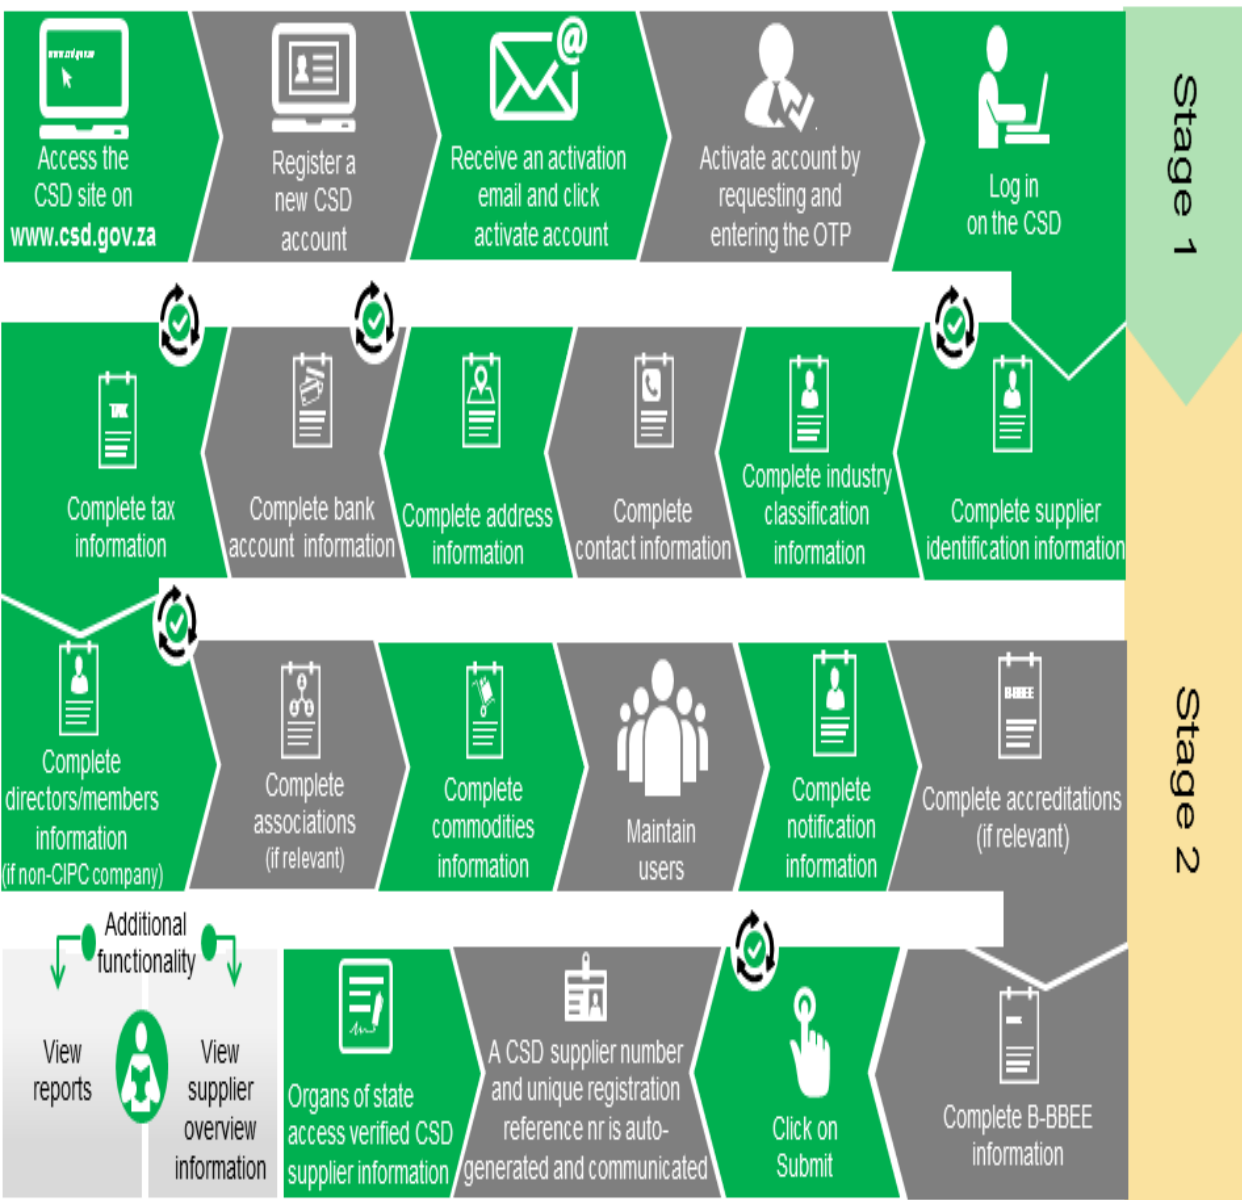 www.csd.gov.za
Access the
CSD site on
www.csd.gov.za
Register a
new CSD
account
@
Receive an activation
email and click
activate account
Activate account by
requesting and
entering the OTP
Log in
on the CSD
Stage 1
Complete supplier
identification information
Complete industry
classification
information
Complete
contact information
Complete address
information
Complete bank
account information
TAX
Complete tax
information
Complete
directors/members
information
(if non-CIPC company)
Complete
associations
(if relevant)
Complete
commodities
information
Maintain
users
Complete
notification
information
B-BBEE
Complete accreditations
(if relevant)
Stage 2
Complete B-BBEE
information
Click on
Submit
A CSD supplier number
and unique registration
reference nr is auto-
generated and communicated
Organs of state
access verified CSD
supplier information
Additional
functionality
View
reports
View
supplier
overview
information